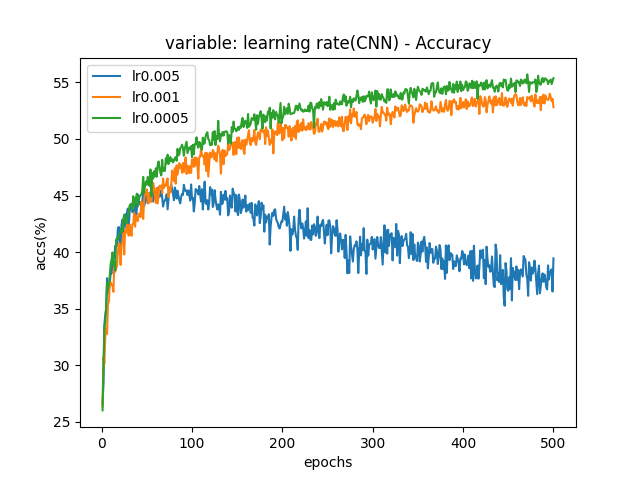 variable: learning rate(CNN) - Accuracy
lr0.005
lr0.001
lr0.0005
accs(%)
55
50
45
40
35
30
25
0 100 200 300 400 500
epochs